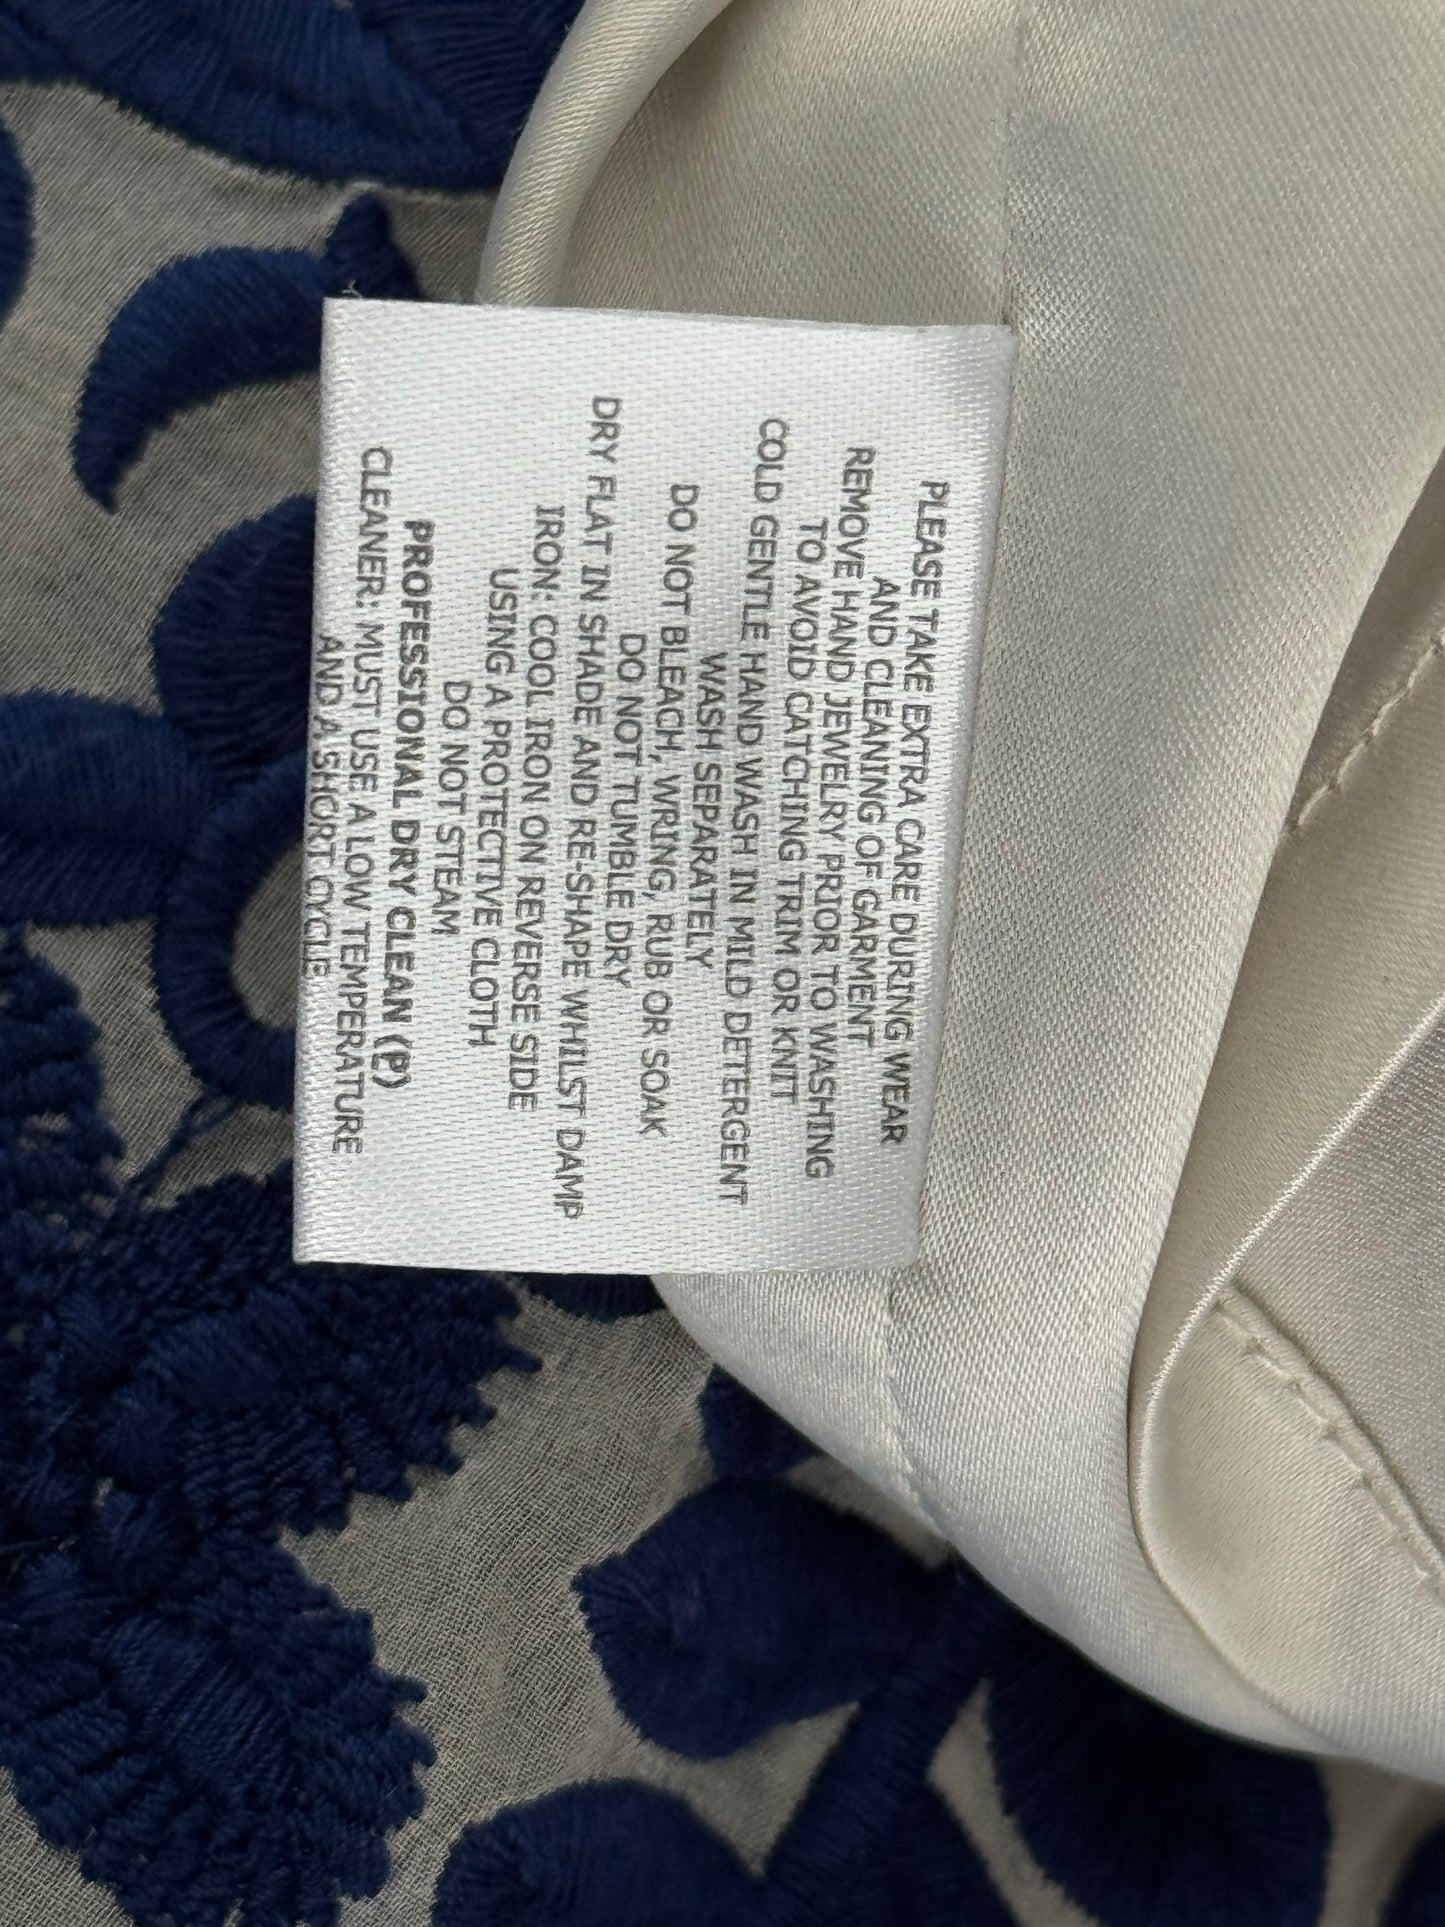 PLEASE TAKE EXTRA CARE DURING WEAR
AND CLEANING OF GARMENT
REMOVE HAND JEWELRY PRIOR TO WASHING
TO AVOID CATCHING TRIM OR KNIT
COLD GENTLE HAND WASH IN MILD DETERGENT
WASH SEPARATELY
DO NOT BLEACH, WRING, RUB OR SOAK
DO NOT TUMBLE DRY
DRY FLAT IN SHADE AND RE-SHAPE WHILST DAMP
IRON: COOL IRON ON REVERSE SIDE
USING A PROTECTIVE CLOTH
DO NOT STEAM
PROFESSIONAL DRY CLEAN (P)
CLEANER: MUST USE A LOW TEMPERATURE
AND A SHORT CYCLE